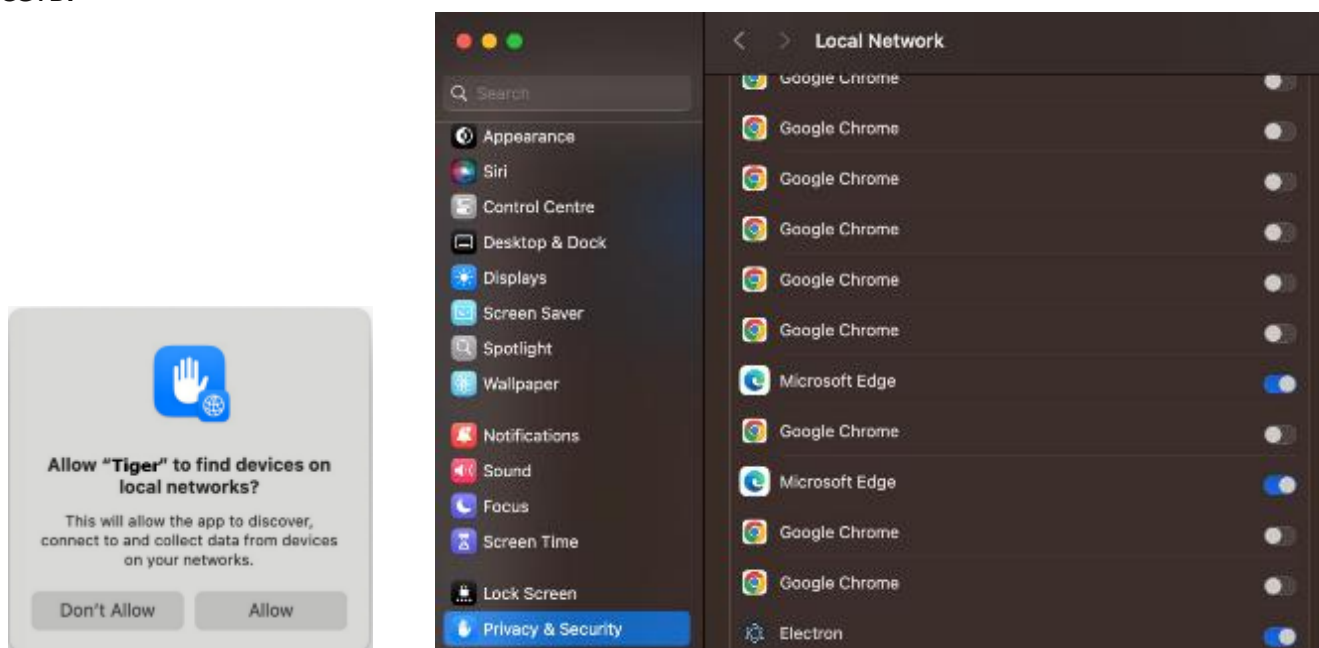 Local Network
Search
Appearance
Siri
Control Centre
Desktop & Dock
Displays
Screen Saver
Spotlight
Wallpaper
Notifications
Sound
Focus
Screen Time
Lock Screen
Privacy & Security
Google Chrome
Google Chrome
Google Chrome
Google Chrome
Google Chrome
Google Chrome
Microsoft Edge
Google Chrome
Microsoft Edge
Google Chrome
Google Chrome
Electron
Allow “Tiger” to find devices on
local networks?
This will allow the app to discover,
connect to and collect data from devices
on your networks.
Don't Allow
Allow